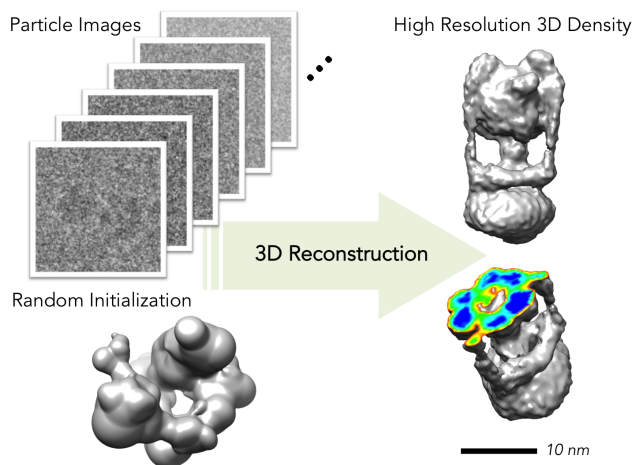 Particle Images
High Resolution 3D Density
3D Reconstruction
Random Initialization
10 nm